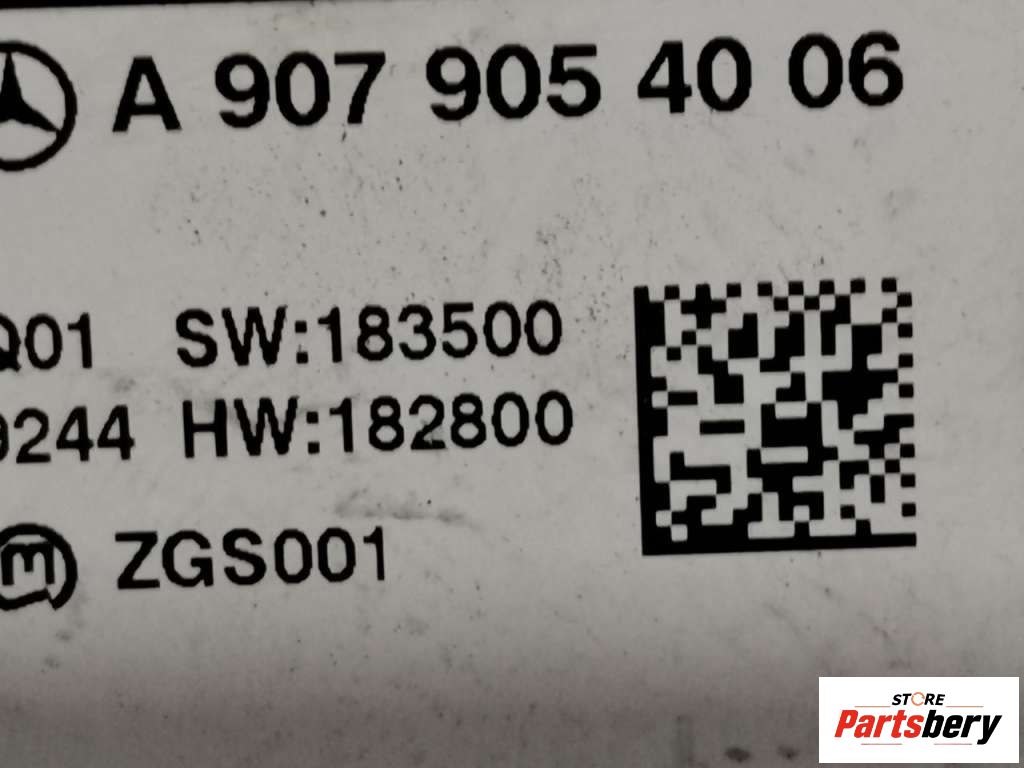 A 907 905 40 06
Q01 SW:183500
9244 HW:182800
m ZGS001
STORE
Partsbery